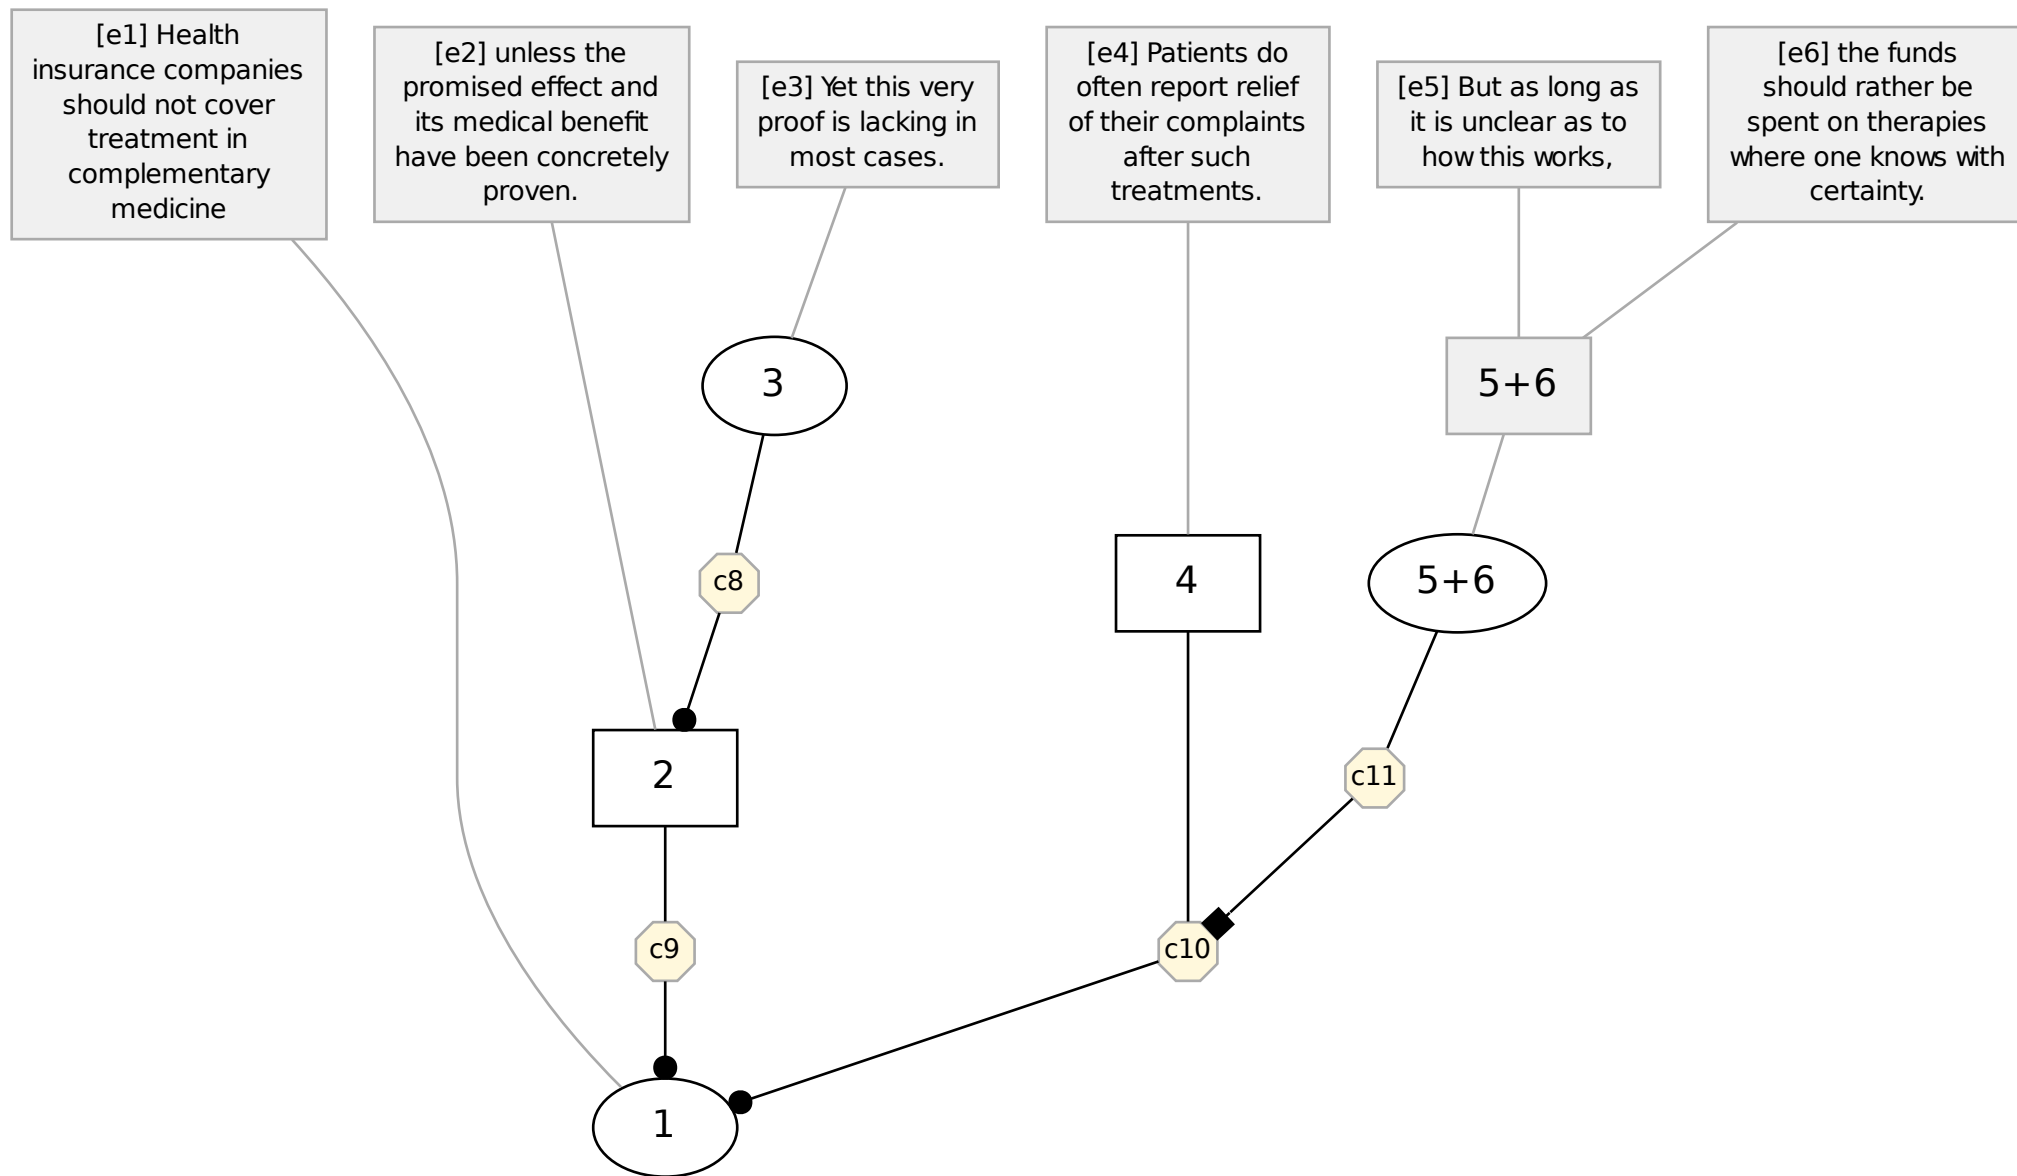 [e1] Health
insurance companies
should not cover
treatment in
complementary
medicine
[e2] unless the
promised effect and
its medical benefit
have been concretely
proven.
[e3] Yet this very
proof is lacking in
most cases.
[e4] Patients do
often report relief
of their complaints
after such
treatments.
[e5] But as long as
it is unclear as to
how this works,
[e6] the funds
should rather be
spent on therapies
where one knows with
certainty.
3
5+6
c8
4
5+6
2
c11
c9
c10
1